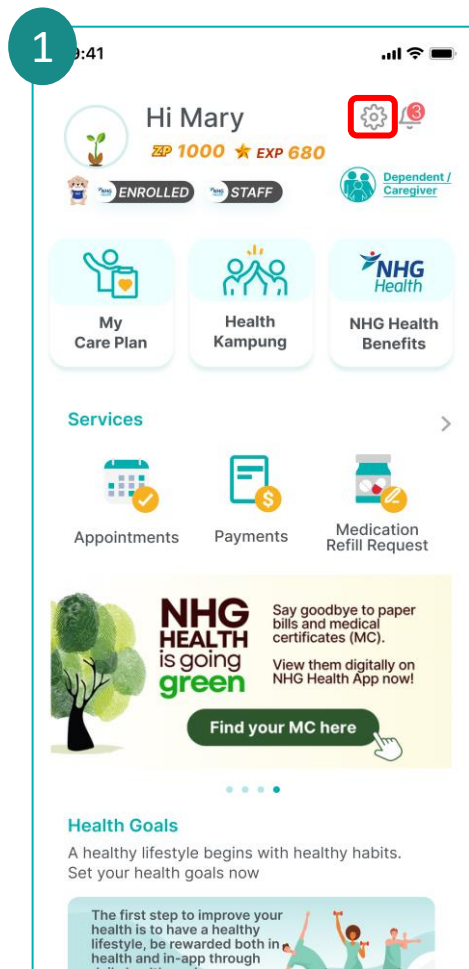 1
9:41
Hi Mary
3
ZP 1000 EXP 680
NHG Health ENROLLED
NHG Health STAFF
Dependent /
Caregiver
My
Care Plan
Health
Kampung
NHG
Health
NHG Health
Benefits
Services
Appointments
Payments
Medication
Refill Request
NHG
HEALTH
is going
green
Say goodbye to paper
bills and medical
certificates (MC).
View them digitally on
NHG Health App now!
Find your MC here
Health Goals
A healthy lifestyle begins with healthy habits.
Set your health goals now
The first step to improve your
health is to have a healthy
lifestyle, be rewarded both in
health and in-app through